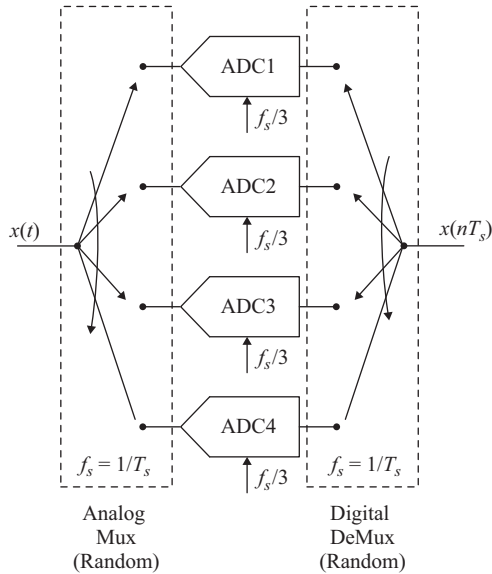 ADC1
f_s/3
ADC2
x(t)
x(nT_s)
f_s/3
ADC3
f_s/3
ADC4
f_s = 1/T_s
f_s = 1/T_s
f_s/3
Analog
Mux
(Random)
Digital
DeMux
(Random)